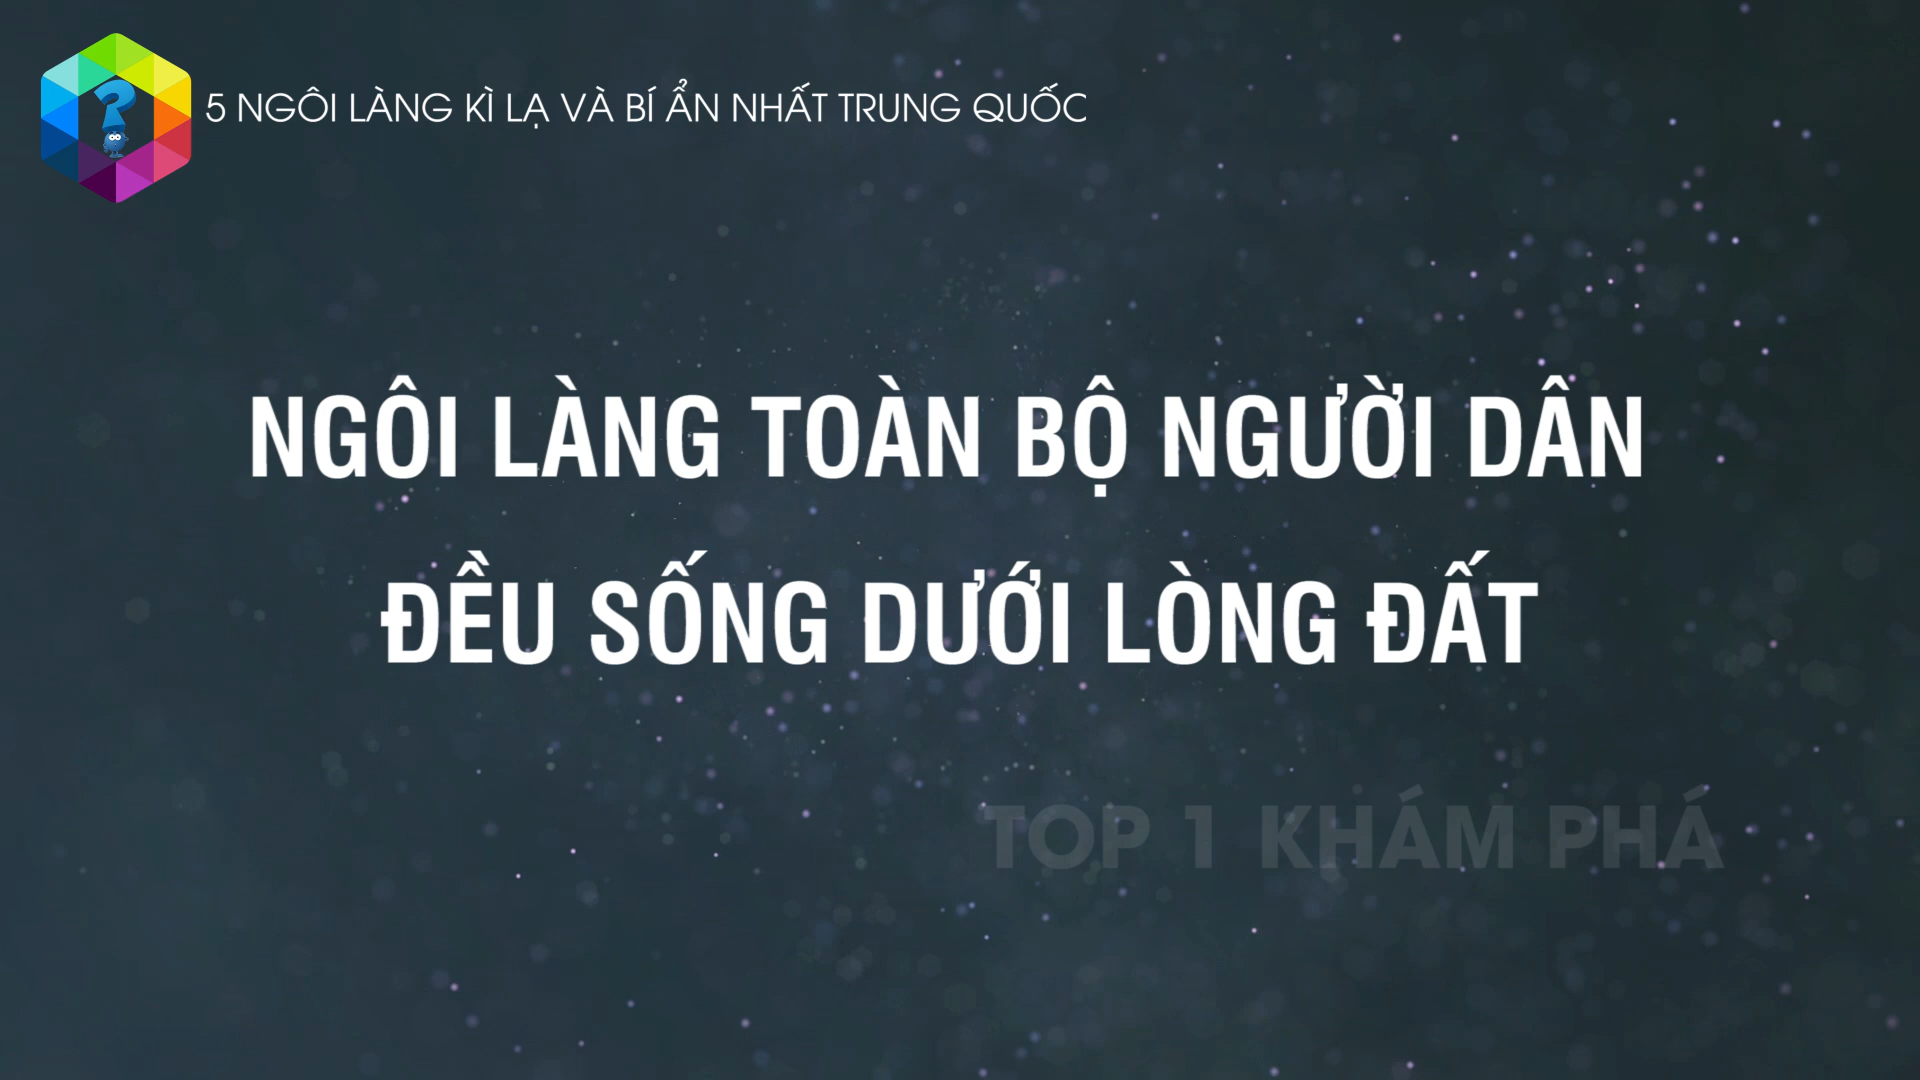 5 NGÔI LÀNG KÌ LẠ VÀ BÍ ẨN NHẤT TRUNG QUỐC
NGÔI LÀNG TOÀN BỘ NGƯỜI DÂN
ĐỀU SỐNG DƯỚI LÒNG ĐẤT
TOP 1 KHÁM PHÁ